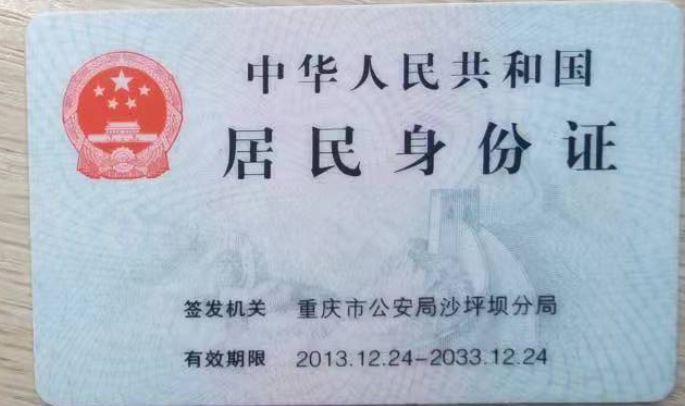 中华人民共和国
居民身份证
签发机关 重庆市公安局沙坪坝分局
有效期限 2013.12.24-2033.12.24